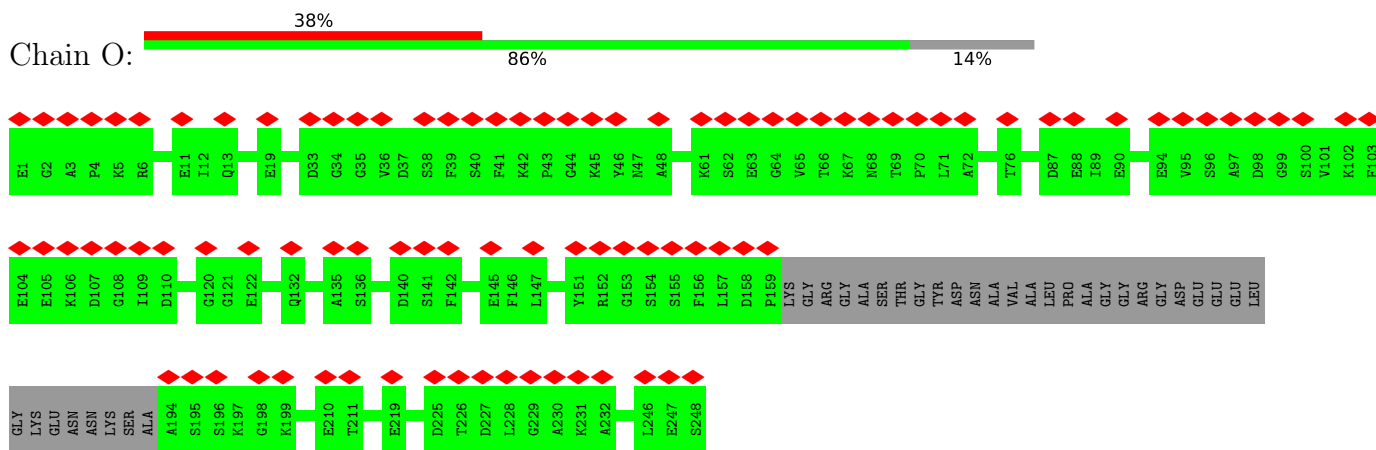 38%
Chain O:
86% 14%
E1 G2 A3 P4 K5 R6 E11 I12 Q13 E19 D33 G34 G35 V36 D37 S38 F39 S40 F41 K42 P43 G44 K45 Y46 N47 A48 K61 S62 E63 G64 V65 T66 K67 N68 T69 P70 L71 A72 T76 D87 E88 I89 E90 E94 V95 S96 A97 D98 G99 S100 V101 K102 F103
E104 E105 K106 D107 G108 I109 D110 G120 G121 E122 Q132 A135 S136 D140 S141 F142 E145 F146 L147 Y151 R152 G153 S154 S155 F156 L157 D158 P159 LYS GLY ARG GLY ALA SER THR GLY TYR ASP ASN ALA VAL ALA LEU PRO ALA GLY GLY ARG GLY ASP GLU GLU GLU LEU
GLY LYS GLU ASN ASN LYS SER ALA A194 S195 S196 K197 G198 K199 E210 T211 E219 D225 T226 D227 L228 G229 A230 K231 A232 L246 E247 S248